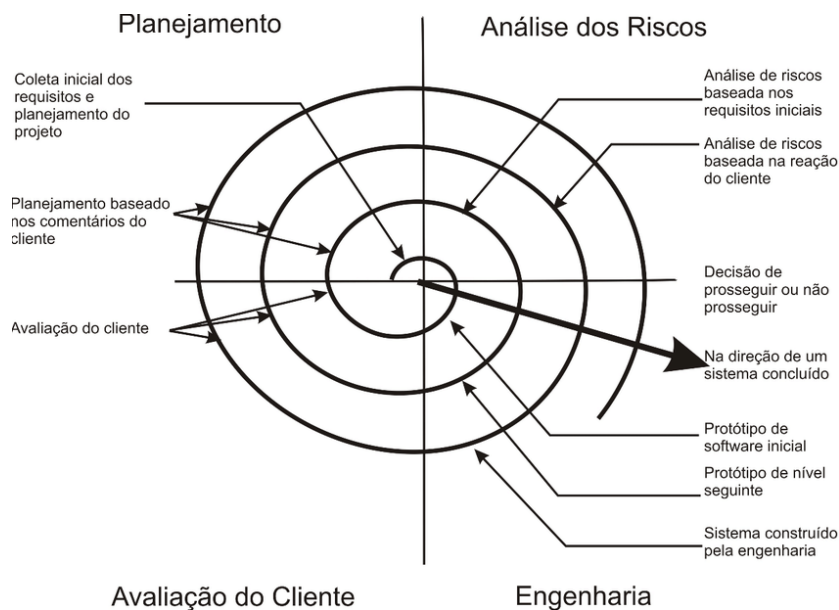 Planejamento
Análise dos Riscos
Coleta inicial dos
requisitos e
planejamento do
projeto
Análise de riscos
baseada nos
requisitos iniciais
Análise de riscos
baseada na reação
do cliente
Planejamento baseado
nos comentários do
cliente
Decisão de
prosseguir ou não
prosseguir
Avaliação do cliente
Na direção de um
sistema concluído
Protótipo de
software inicial
Protótipo de nível
seguinte
Sistema construído
pela engenharia
Avaliação do Cliente
Engenharia